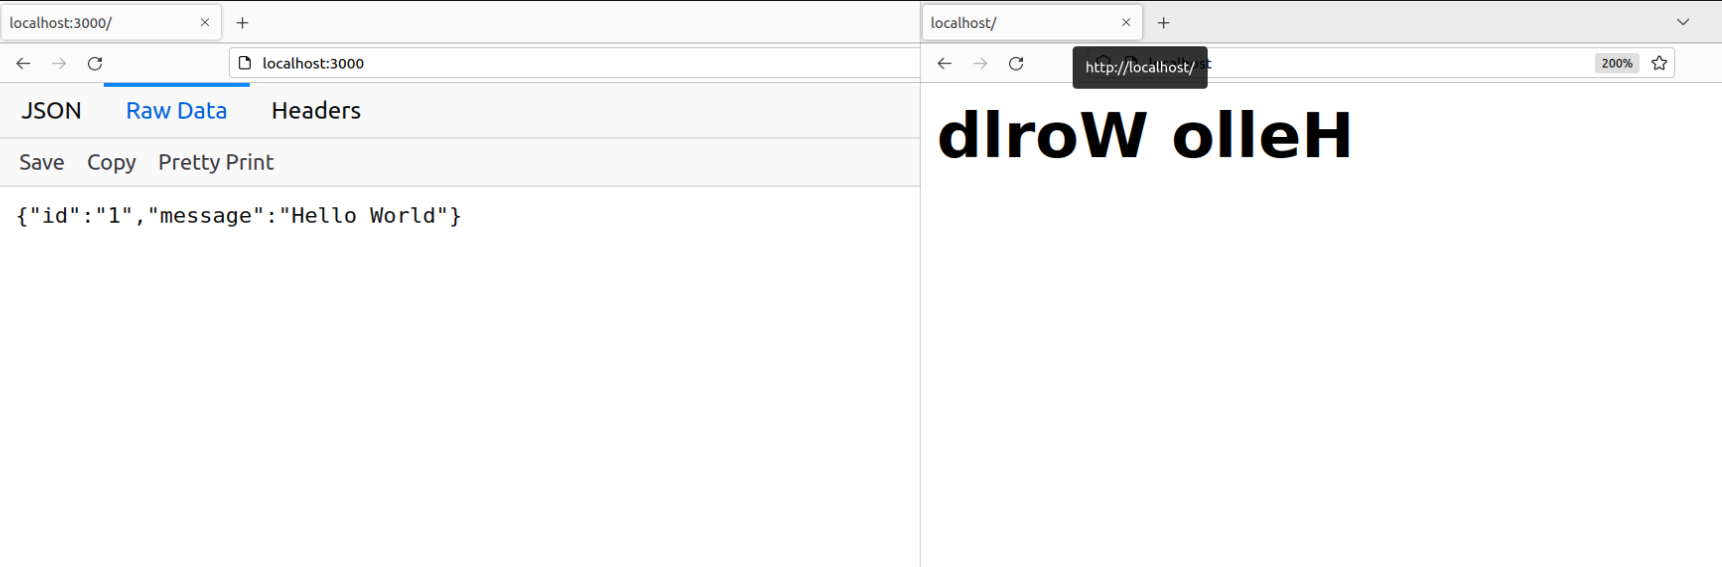 localhost:3000/
localhost:3000
JSON Raw Data Headers
Save Copy Pretty Print
{"id":"1","message":"Hello World"}
localhost/
http://localhost/
200%
dlroW olleH